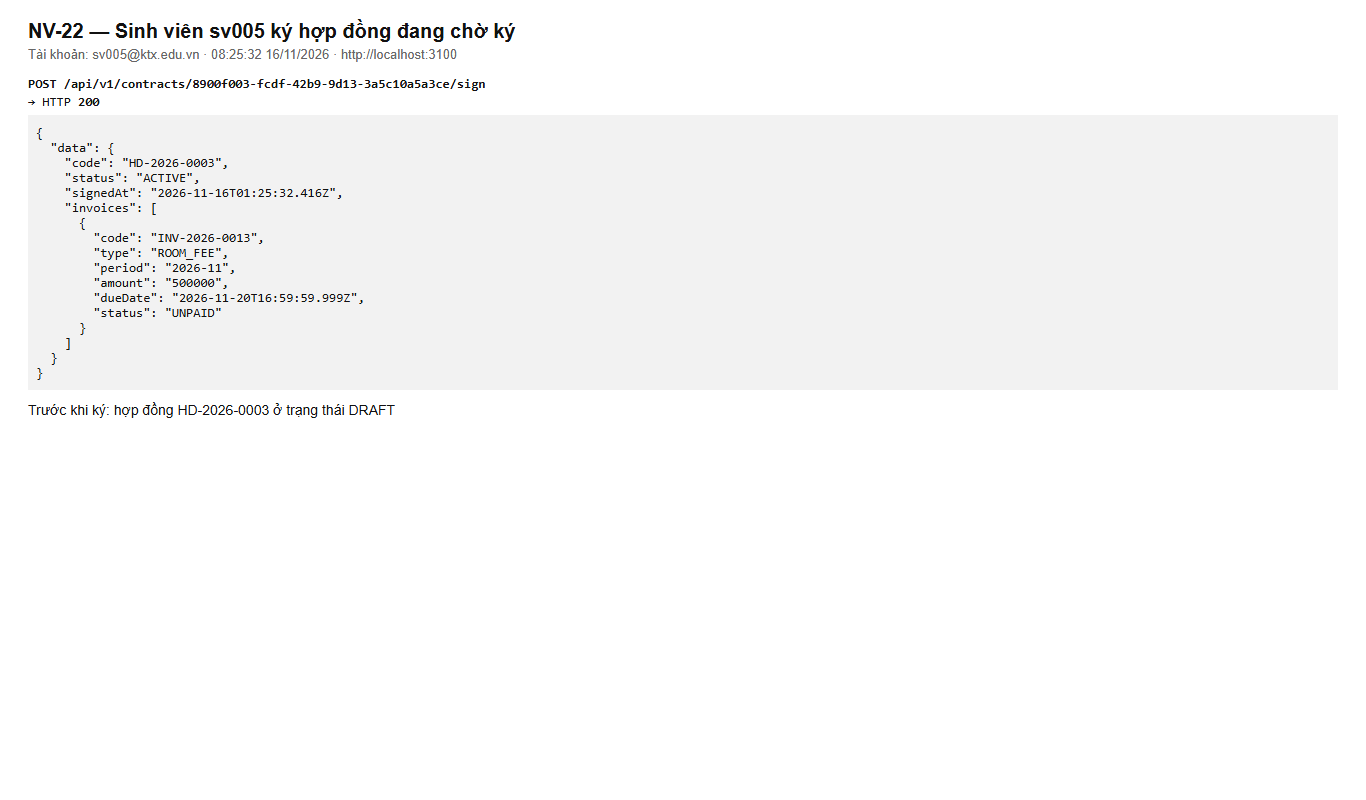 NV-22 — Sinh viên sv005 ký hợp đồng đang chờ ký
Tài khoản: sv005@ktx.edu.vn · 08:25:32 16/11/2026 · http://localhost:3100
POST /api/v1/contracts/8900f003-fcdf-42b9-9d13-3a5c10a5a3ce/sign
→ HTTP 200
{
  "data": {
    "code": "HD-2026-0003",
    "status": "ACTIVE",
    "signedAt": "2026-11-16T01:25:32.416Z",
    "invoices": [
      {
        "code": "INV-2026-0013",
        "type": "ROOM_FEE",
        "period": "2026-11",
        "amount": "500000",
        "dueDate": "2026-11-20T16:59:59.999Z",
        "status": "UNPAID"
      }
    ]
  }
}
Trước khi ký: hợp đồng HD-2026-0003 ở trạng thái DRAFT